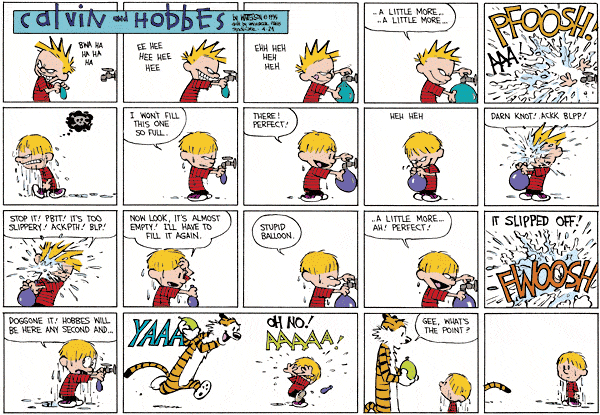 calvin and HOBBES
by WATTERSON
BWA HA
HA HA
HA
EE HEE
HEE HEE
HEE
EHH HEH
HEH
HEH
..A LITTLE MORE...
..A LITTLE MORE...
PFOOSH!
AAA!
I WON'T FILL
THIS ONE
SO FULL.
THERE!
PERFECT!
HEH HEH
DARN KNOT! ACKK BLPP!
STOP IT! PBTT! IT'S TOO
SLIPPERY! ACKPTH! BLP!
NOW LOOK, IT'S ALMOST
EMPTY! I'LL HAVE TO
FILL IT AGAIN.
STUPID
BALLOON.
..A LITTLE MORE...
AH! PERFECT!
IT SLIPPED OFF!
FWOOSH
DOGGONE IT! HOBBES WILL
BE HERE ANY SECOND AND...
YAAA
OH NO!
AAAAA!
GEE, WHAT'S
THE POINT?